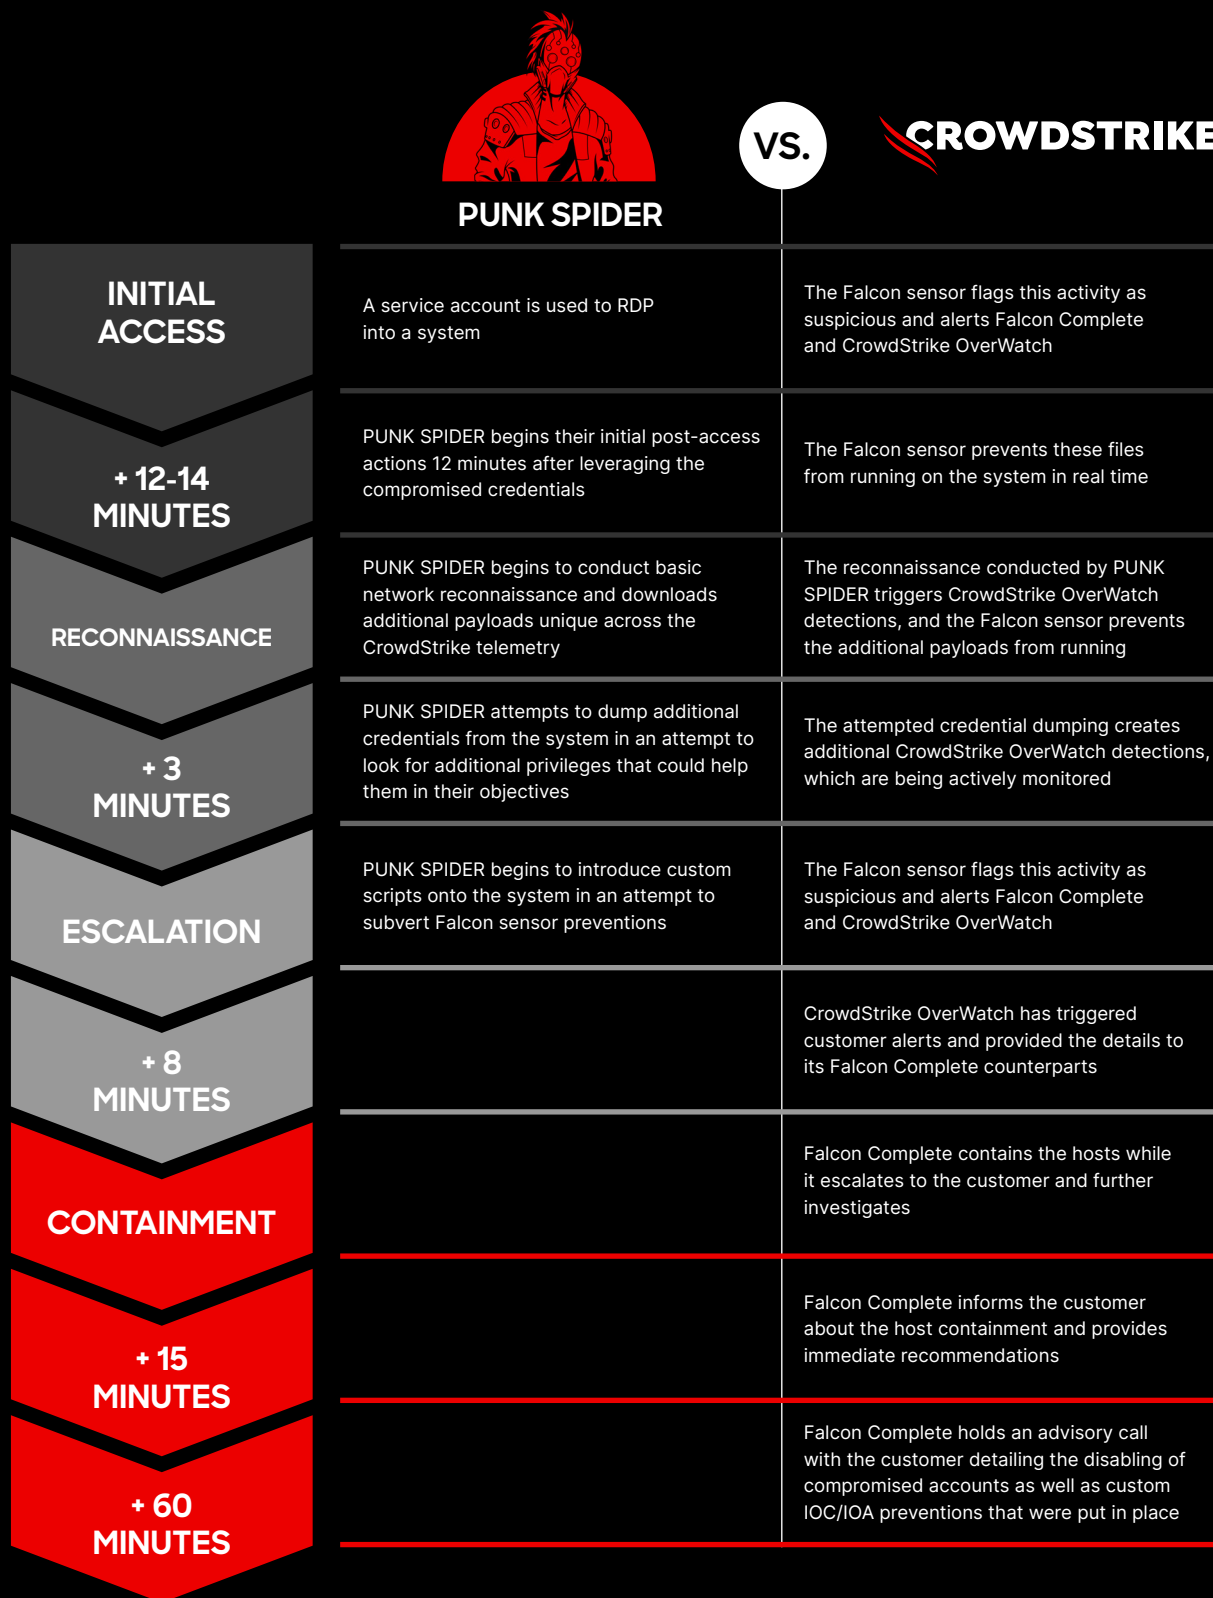 VS.
CROWDSTRIKE
PUNK SPIDER
INITIAL
ACCESS
A service account is used to RDP
into a system
The Falcon sensor flags this activity as
suspicious and alerts Falcon Complete
and CrowdStrike OverWatch
+ 12-14
MINUTES
PUNK SPIDER begins their initial post-access
actions 12 minutes after leveraging the
compromised credentials
The Falcon sensor prevents these files
from running on the system in real time
RECONNAISSANCE
PUNK SPIDER begins to conduct basic
network reconnaissance and downloads
additional payloads unique across the
CrowdStrike telemetry
The reconnaissance conducted by PUNK
SPIDER triggers CrowdStrike OverWatch
detections, and the Falcon sensor prevents
the additional payloads from running
+ 3
MINUTES
PUNK SPIDER attempts to dump additional
credentials from the system in an attempt to
look for additional privileges that could help
them in their objectives
The attempted credential dumping creates
additional CrowdStrike OverWatch detections,
which are being actively monitored
ESCALATION
PUNK SPIDER begins to introduce custom
scripts onto the system in an attempt to
subvert Falcon sensor preventions
The Falcon sensor flags this activity as
suspicious and alerts Falcon Complete
and CrowdStrike OverWatch
+ 8
MINUTES
CrowdStrike OverWatch has triggered
customer alerts and provided the details to
its Falcon Complete counterparts
CONTAINMENT
Falcon Complete contains the hosts while
it escalates to the customer and further
investigates
+ 15
MINUTES
Falcon Complete informs the customer
about the host containment and provides
immediate recommendations
+ 60
MINUTES
Falcon Complete holds an advisory call
with the customer detailing the disabling of
compromised accounts as well as custom
IOC/IOA preventions that were put in place